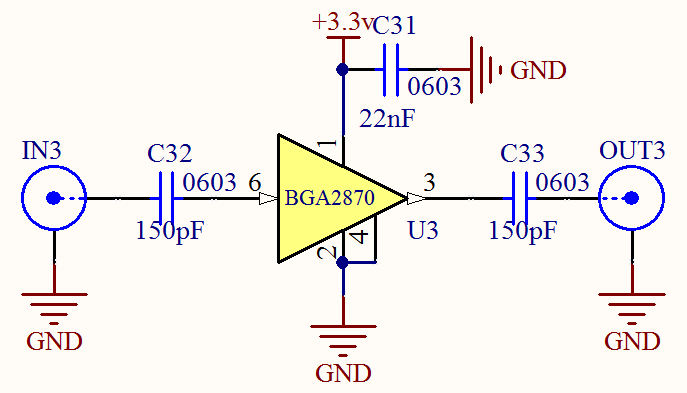 +3.3v
C31
0603
GND
22nF
IN3
C32
0603
150pF
6
1
BGA2870
3
2
4
U3
C33
0603
150pF
OUT3
GND
GND
GND